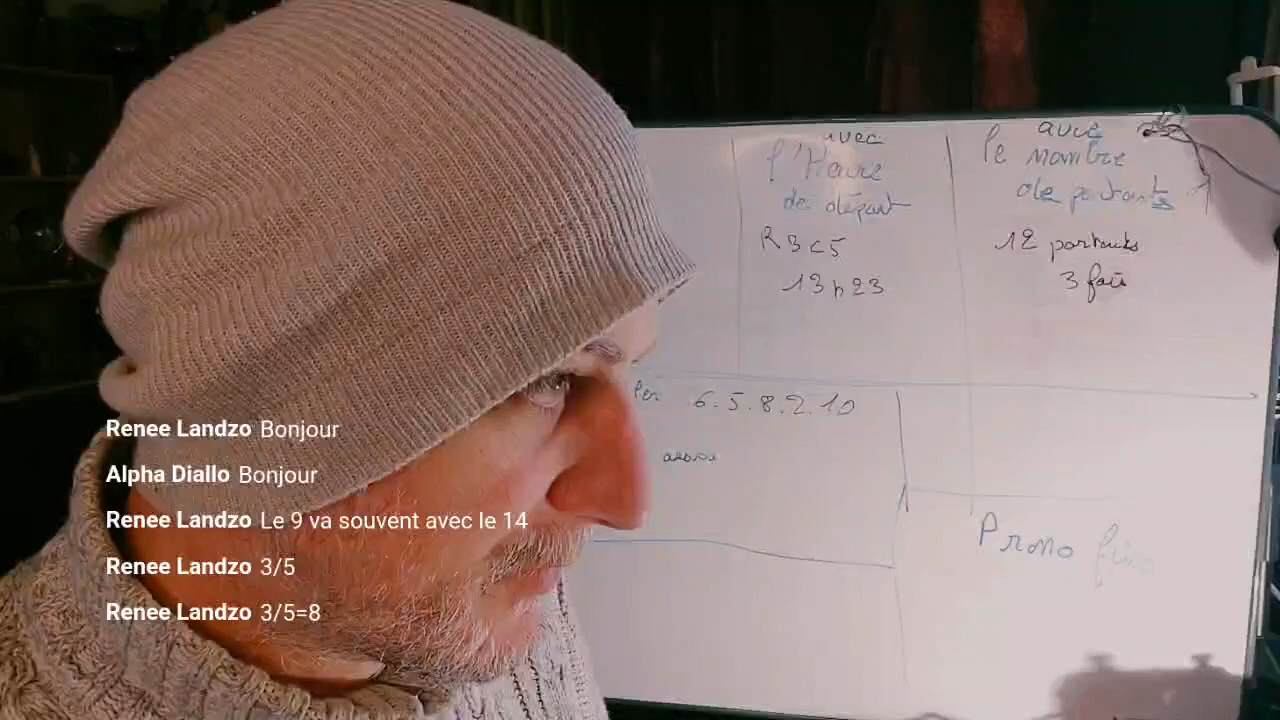 avec
l'Heure
de départ
R3C5
13h23
avec
le nombre
de partants
12 partants
3 fois
6.5.8.2.10
Prono
Renee Landzo Bonjour
Alpha Diallo Bonjour
Renee Landzo Le 9 va souvent avec le 14
Renee Landzo 3/5
Renee Landzo 3/5=8